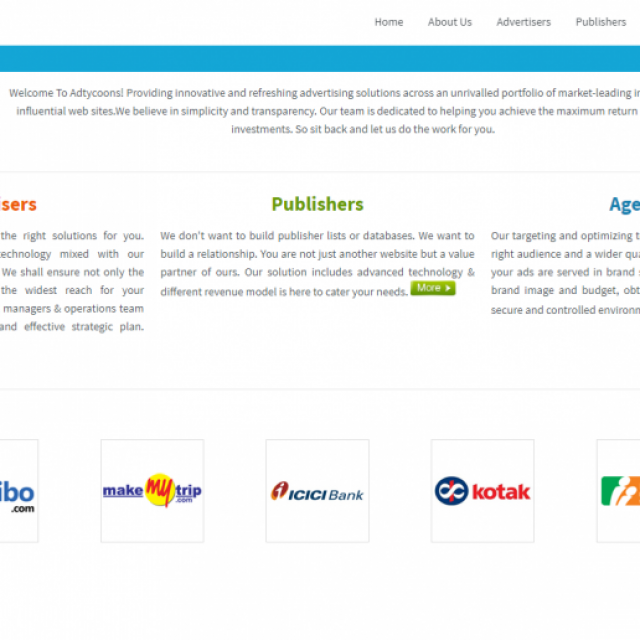 Home About Us Advertisers Publishers
Welcome To Adtycoons! Providing innovative and refreshing advertising solutions across an unrivalled portfolio of market-leading
influential web sites.We believe in simplicity and transparency. Our team is dedicated to helping you achieve the maximum return
investments. So sit back and let us do the work for you.
isers
the right solutions for you.
technology mixed with our
We shall ensure not only the
the widest reach for your
managers & operations team
and effective strategic plan.
Publishers
We don't want to build publisher lists or databases. We want to
build a relationship. You are not just another website but a value
partner of ours. Our solution includes advanced technology &
different revenue model is here to cater your needs. More
Age
Our targeting and optimizing t
right audience and a wider qua
your ads are served in brand s
brand image and budget, obt
secure and controlled environm
ibo
.com
make my trip
.com
ICICI Bank
kotak